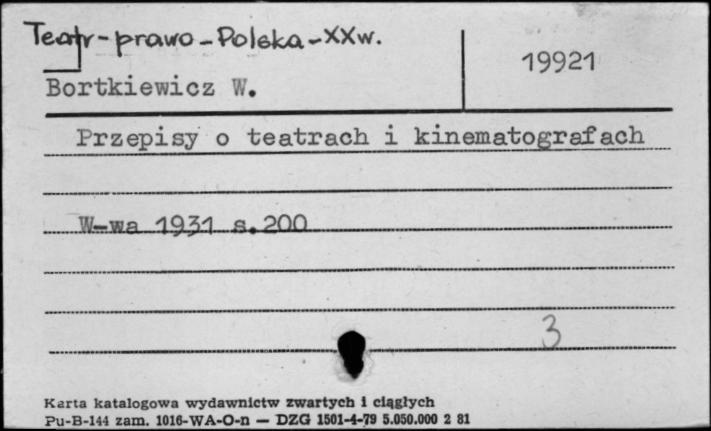 Teatr-prawo-Polska-XXw.
19921
Bortkiewicz W.
Przepisy o teatrach i kinematografach
W-wa 1931 s.200
3
Karta katalogowa wydawnictw zwartych i ciągłych
Pu-B-144 zam. 1016-WA-O-n — DZG 1501-4-79 5.050.000 2 81